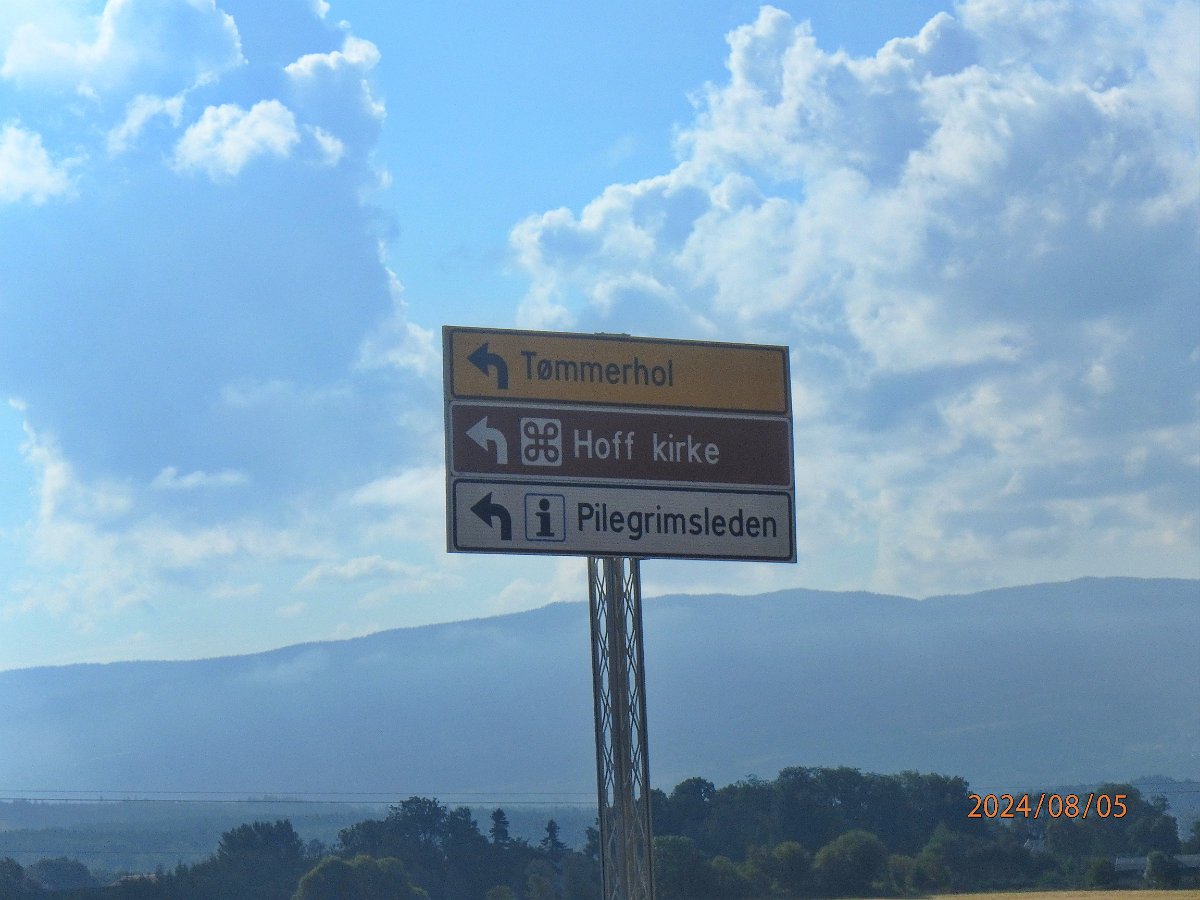 Tømmerhol
Hoff kirke
i Pilegrimsleden
2024/08/05